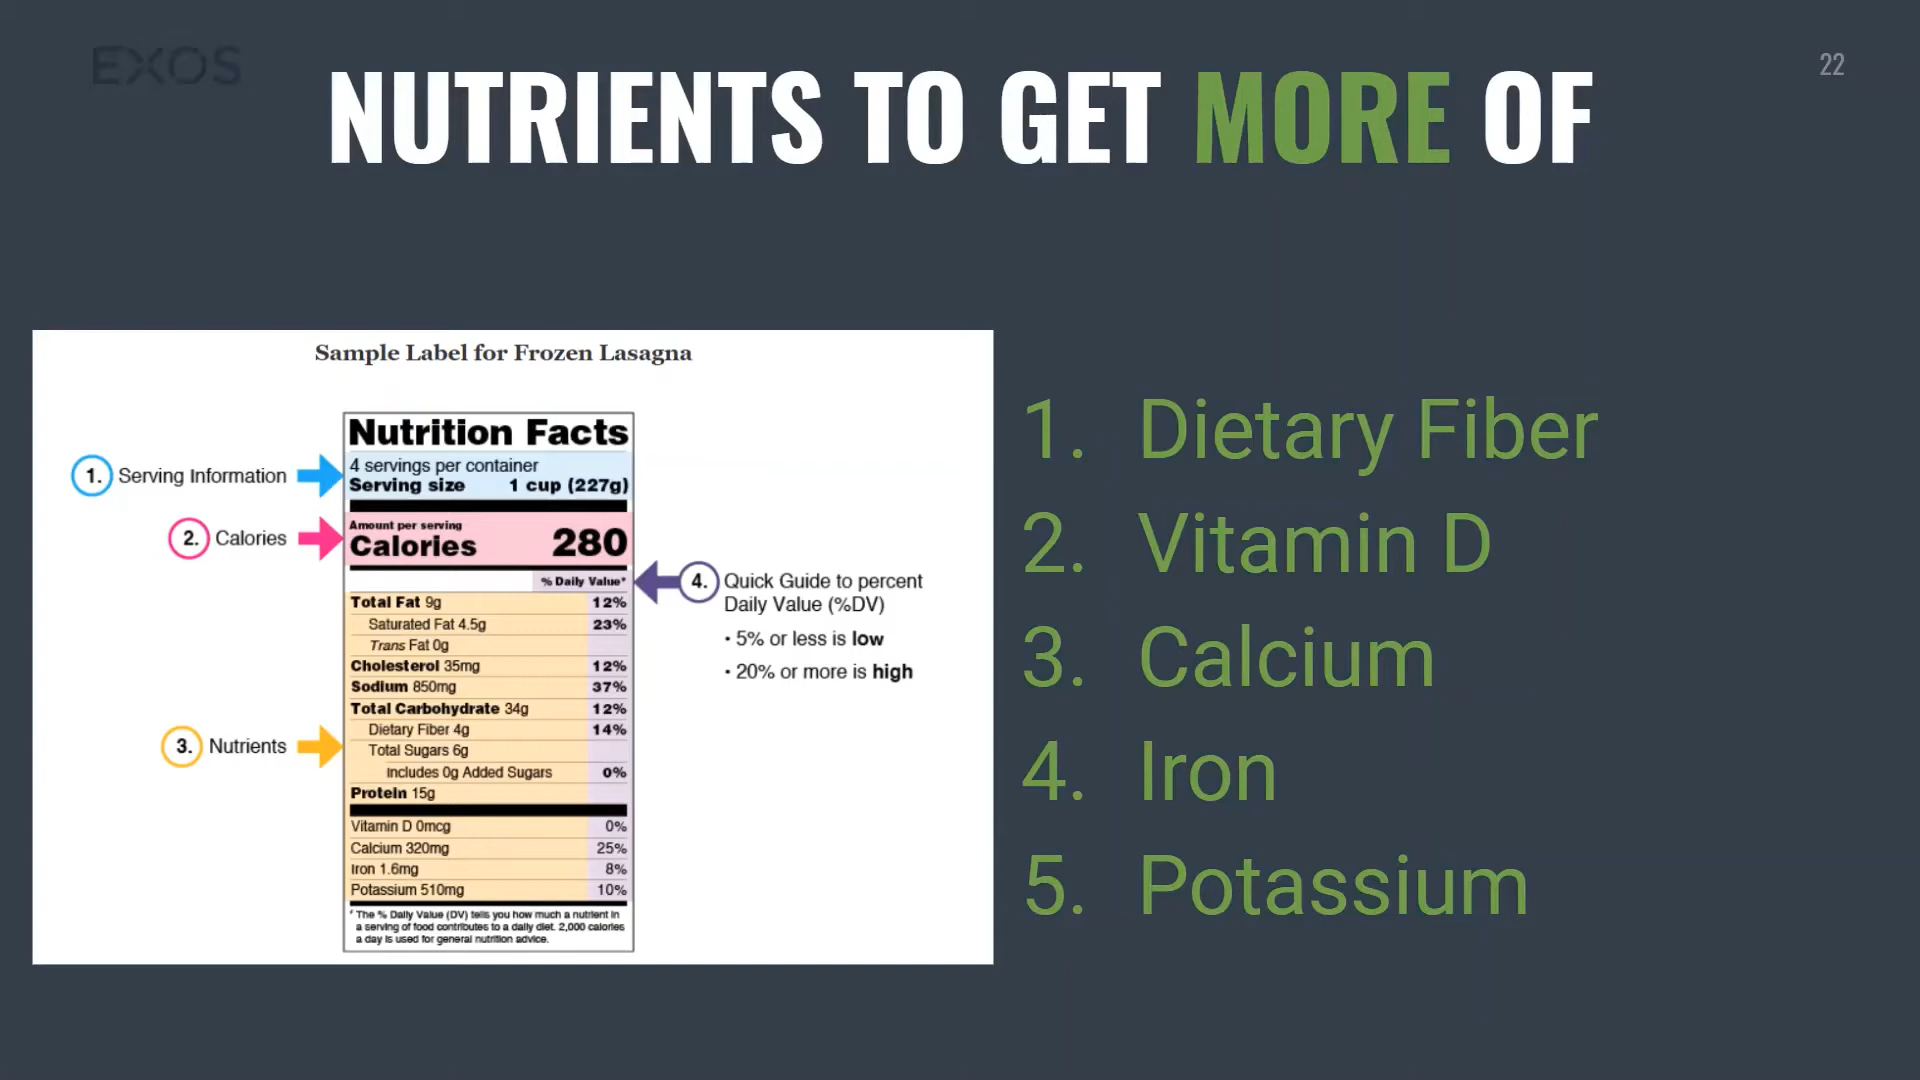 EXOS
22
NUTRIENTS TO GET MORE OF
Sample Label for Frozen Lasagna
1. Serving Information
2. Calories
3. Nutrients
Nutrition Facts
4 servings per container
Serving size 1 cup (227g)
Amount per serving
Calories 280
% Daily Value*
Total Fat 9g 12%
Saturated Fat 4.5g 23%
Trans Fat 0g
Cholesterol 35mg 12%
Sodium 850mg 37%
Total Carbohydrate 34g 12%
Dietary Fiber 4g 14%
Total Sugars 6g
Includes 0g Added Sugars 0%
Protein 15g
Vitamin D 0mcg 0%
Calcium 320mg 25%
Iron 1.6mg 8%
Potassium 510mg 10%
* The % Daily Value (DV) tells you how much a nutrient in
a serving of food contributes to a daily diet. 2,000 calories
a day is used for general nutrition advice.
4. Quick Guide to percent
Daily Value (%DV)
• 5% or less is low
• 20% or more is high
1. Dietary Fiber
2. Vitamin D
3. Calcium
4. Iron
5. Potassium